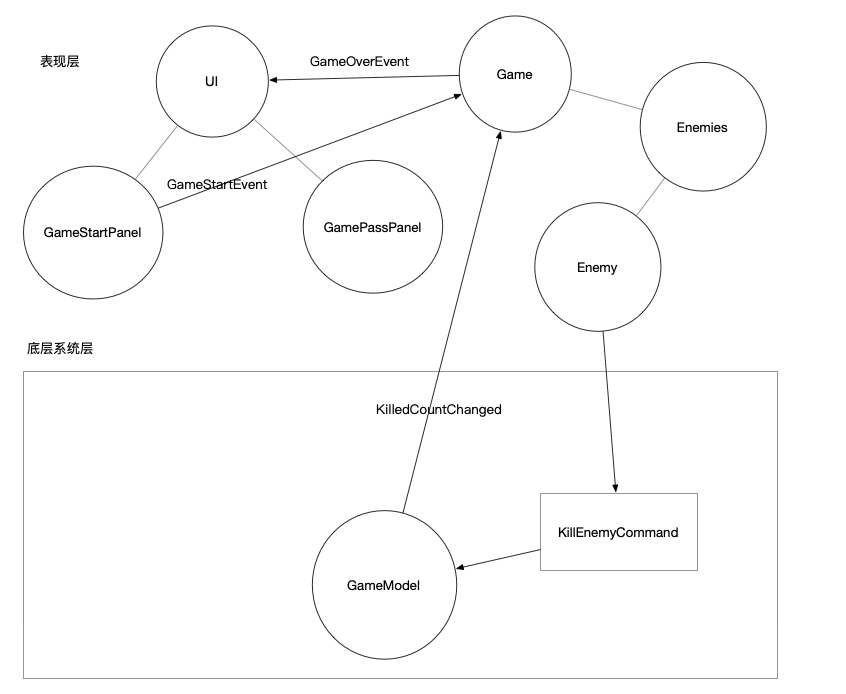 表现层
UI
GameOverEvent
Game
Enemies
GameStartEvent
GameStartPanel
GamePassPanel
Enemy
底层系统层
KilledCountChanged
KillEnemyCommand
GameModel